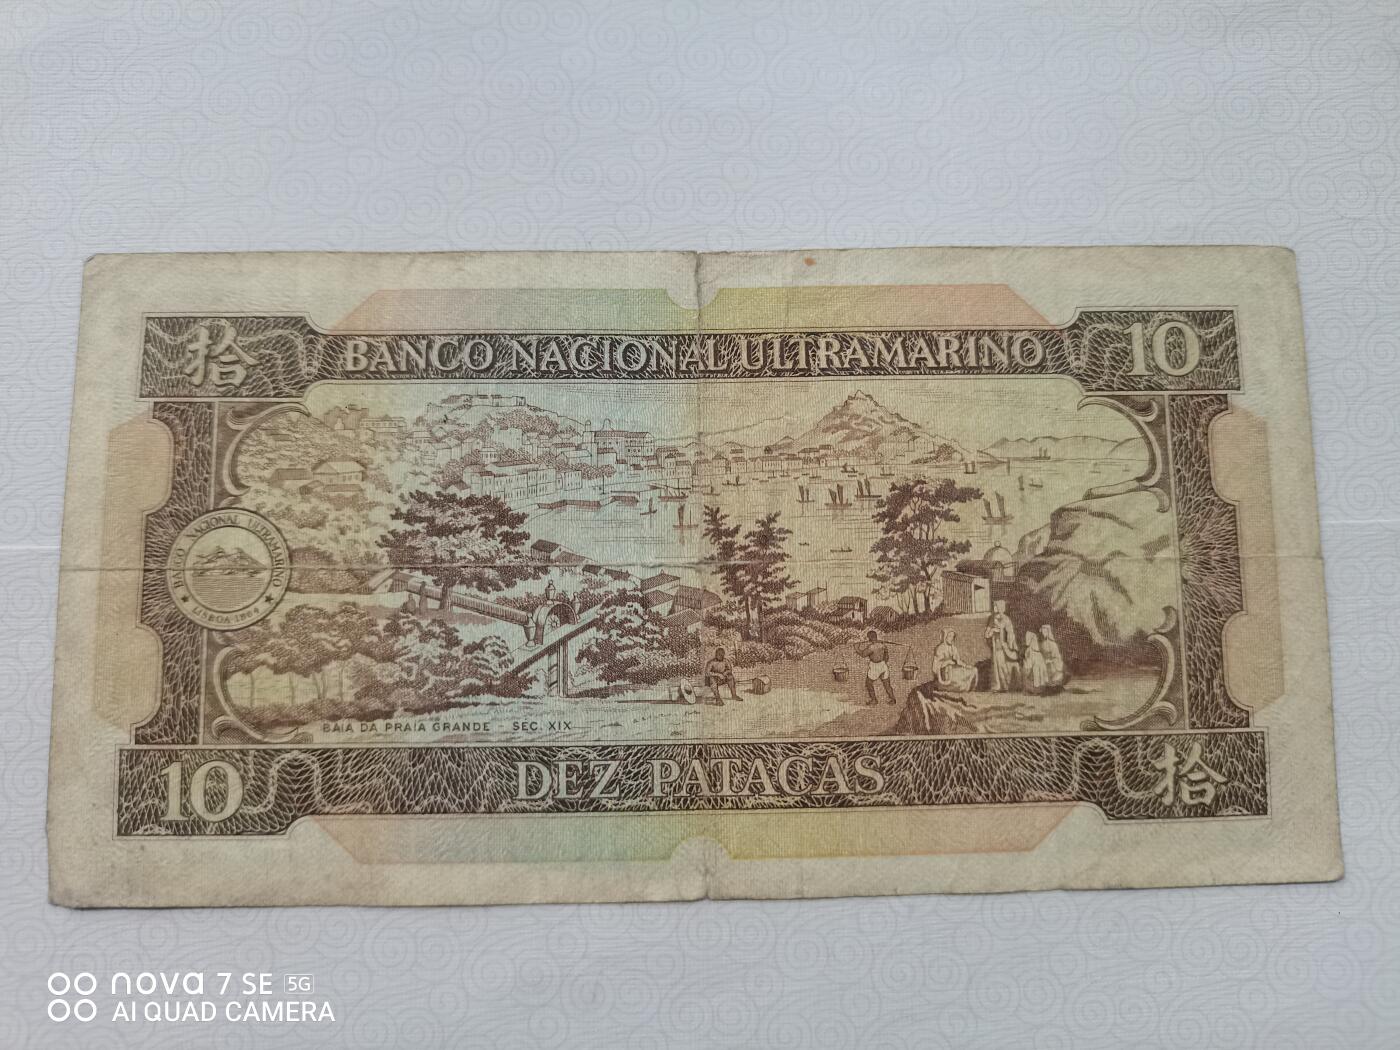 拾
BANCO NACIONAL ULTRAMARINO
10
BANCO NACIONAL ULTRAMARINO
LISBOA 1864
BAIA DA PRAIA GRANDE - SEC. XIX
10
DEZ PATACAS
拾
nova 7 SE 5G
AI QUAD CAMERA